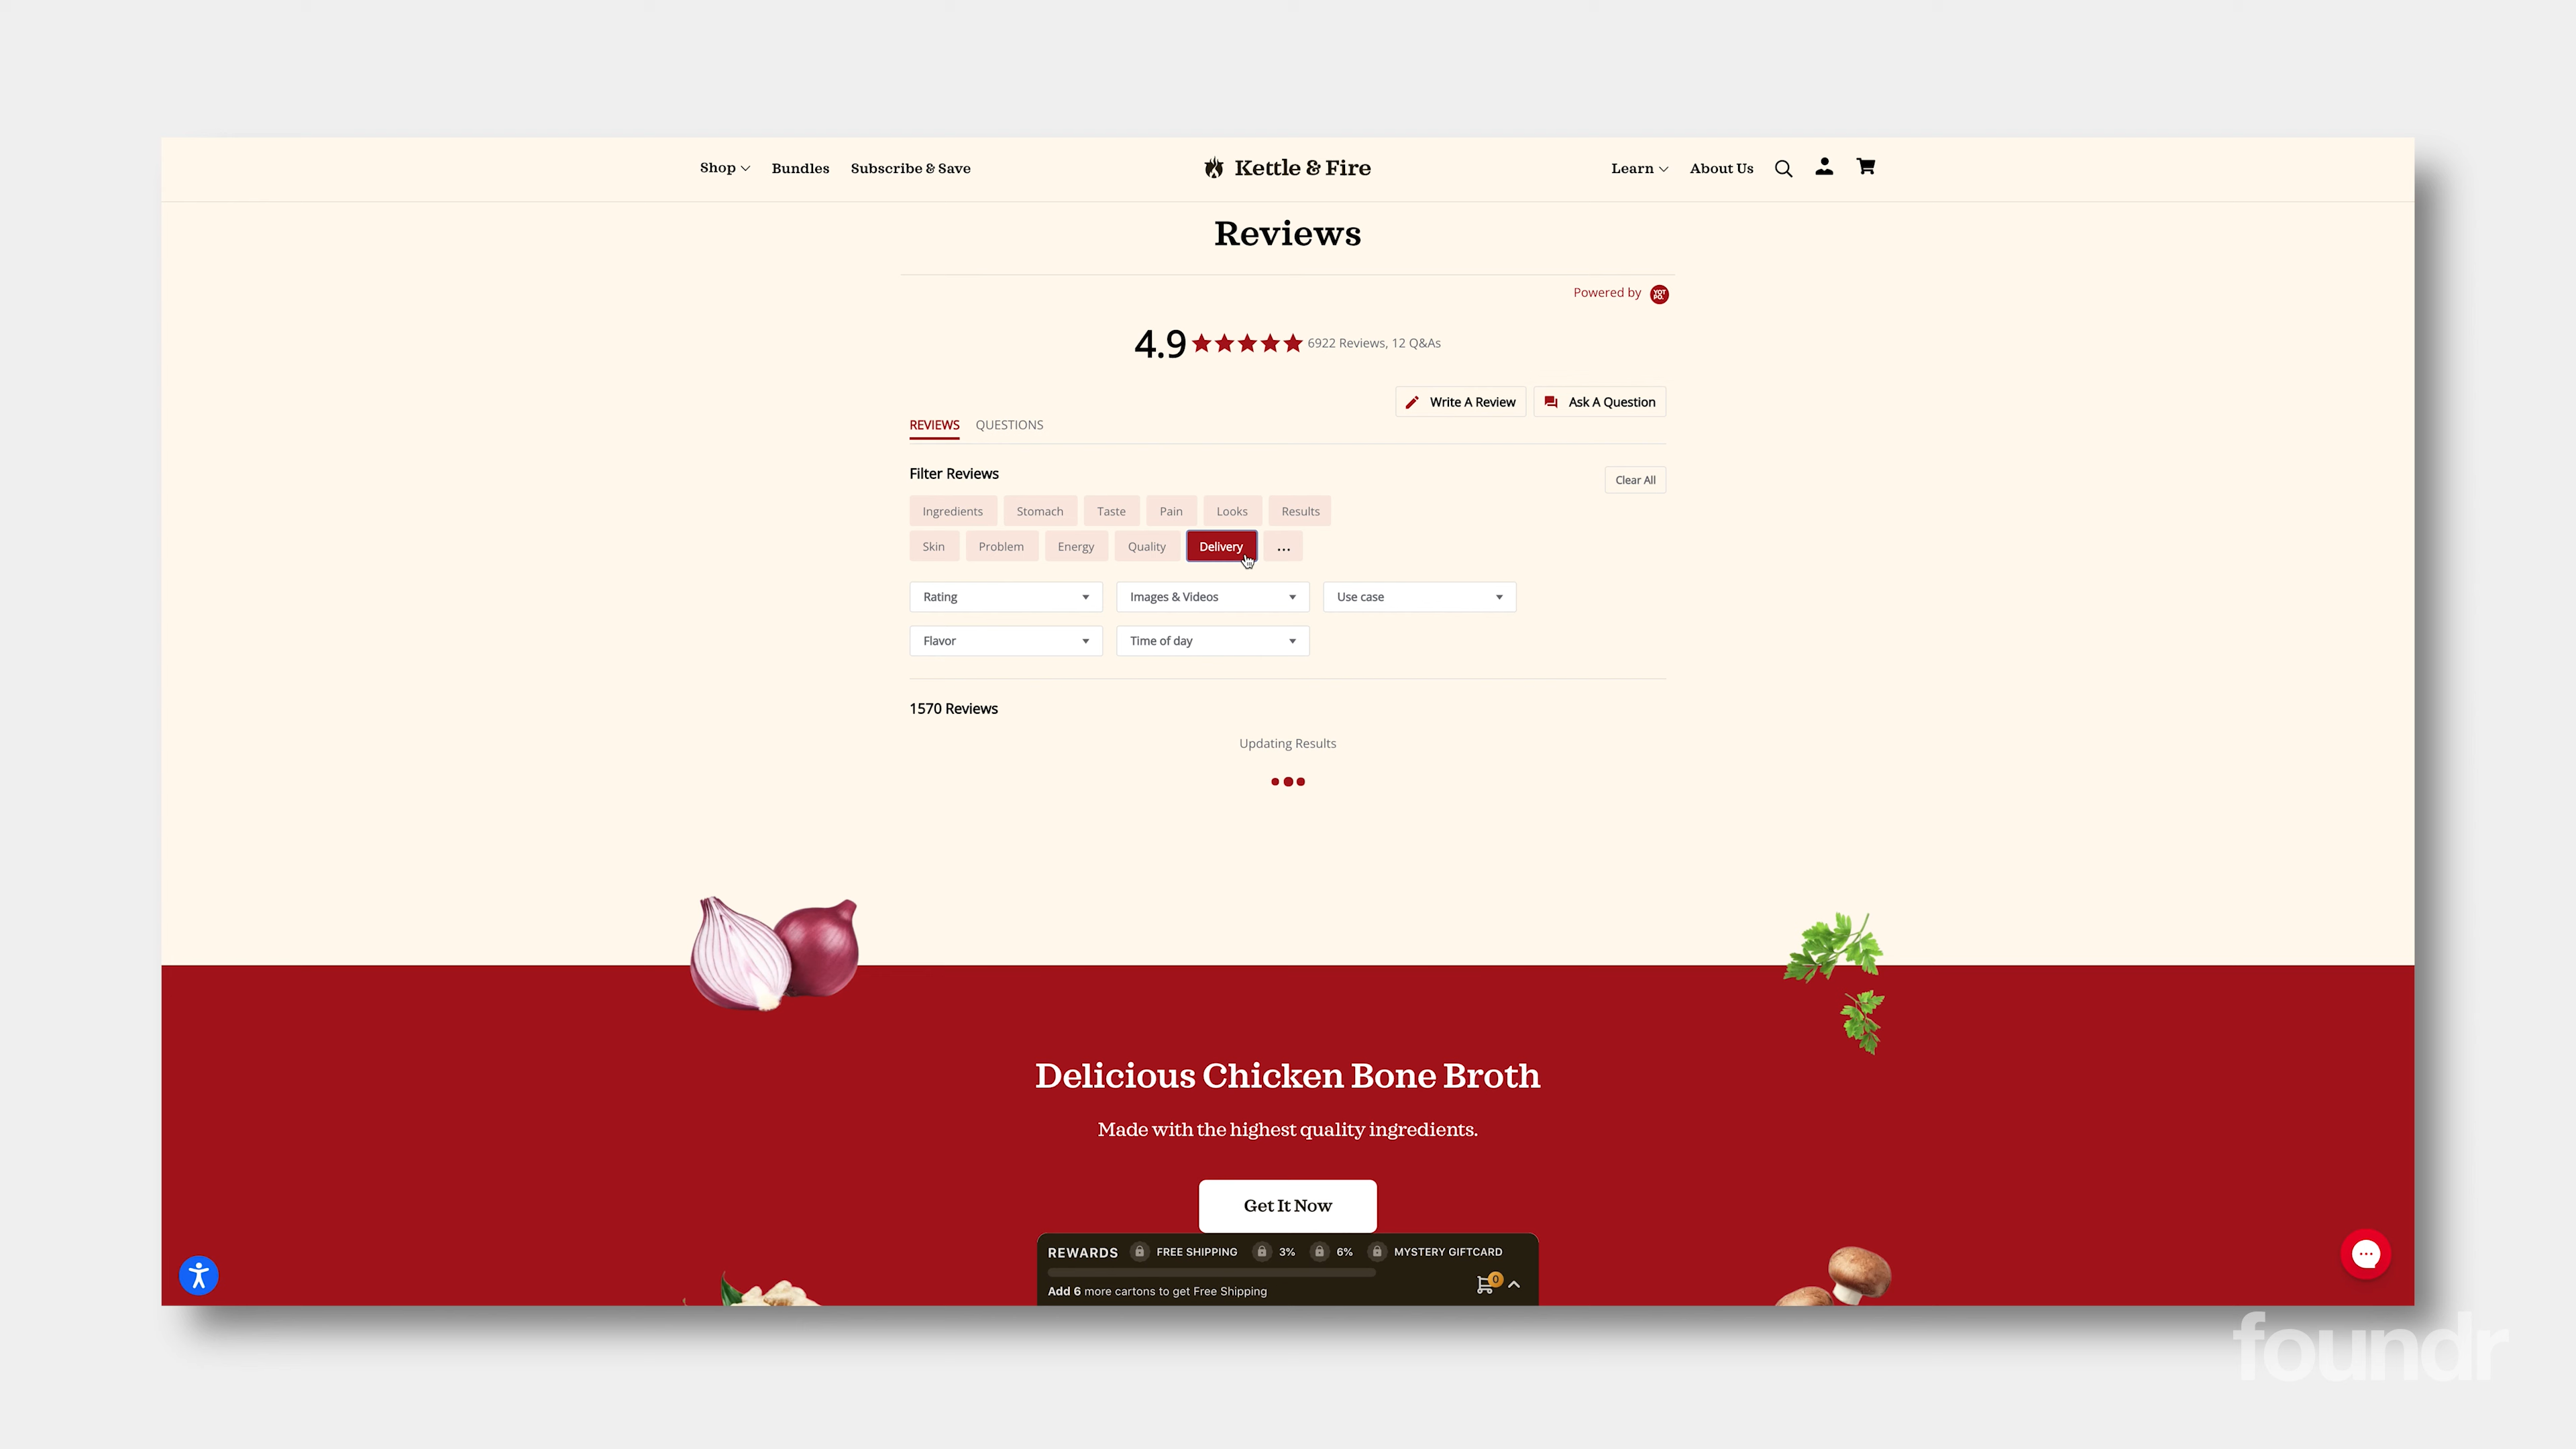 Shop Bundles Subscribe & Save Kettle & Fire Learn About Us
Reviews
Powered by YOT PO.
4.9 6922 Reviews, 12 Q&As
Write A Review Ask A Question
REVIEWS QUESTIONS
Filter Reviews Clear All
Ingredients Stomach Taste Pain Looks Results
Skin Problem Energy Quality Delivery ...
Rating Images & Videos Use case
Flavor Time of day
1570 Reviews
Updating Results
Delicious Chicken Bone Broth
Made with the highest quality ingredients.
Get It Now
REWARDS FREE SHIPPING 3% 6% MYSTERY GIFTCARD
0
Add 6 more cartons to get Free Shipping
foundr